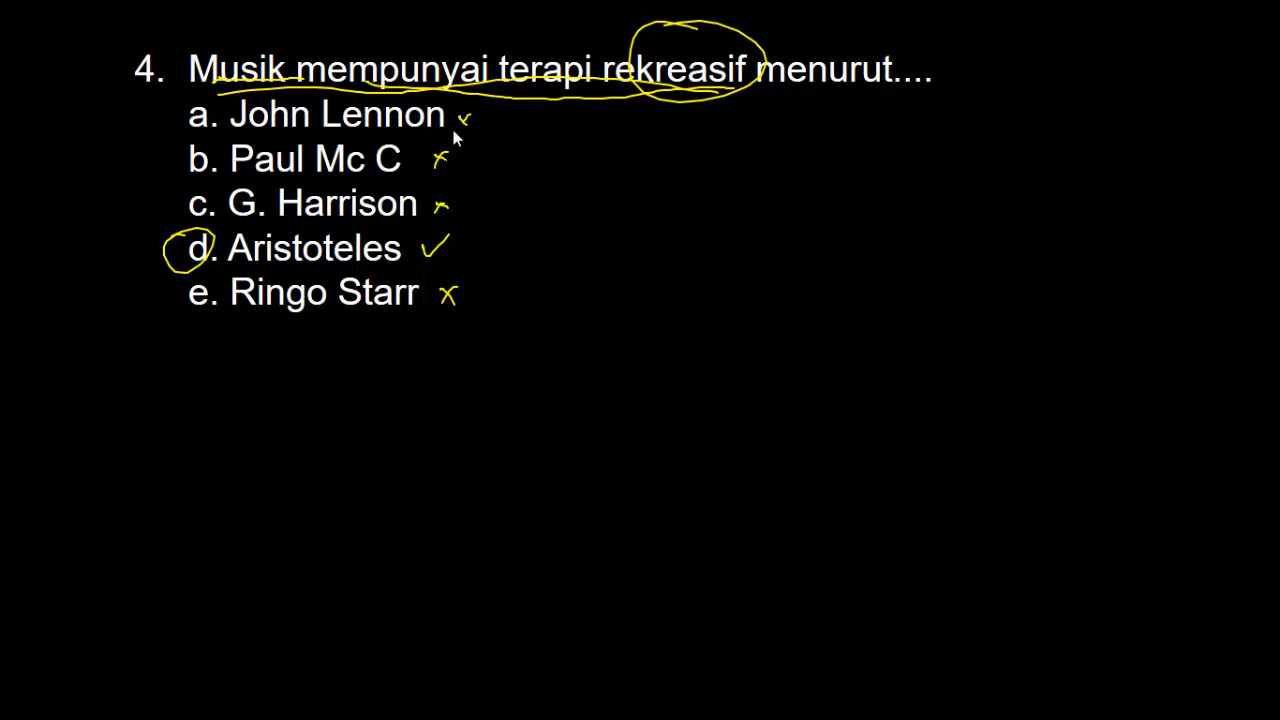 4. Musik mempunyai terapi rekreasif menurut....
a. John Lennon
b. Paul Mc C
c. G. Harrison
d. Aristoteles
e. Ringo Starr